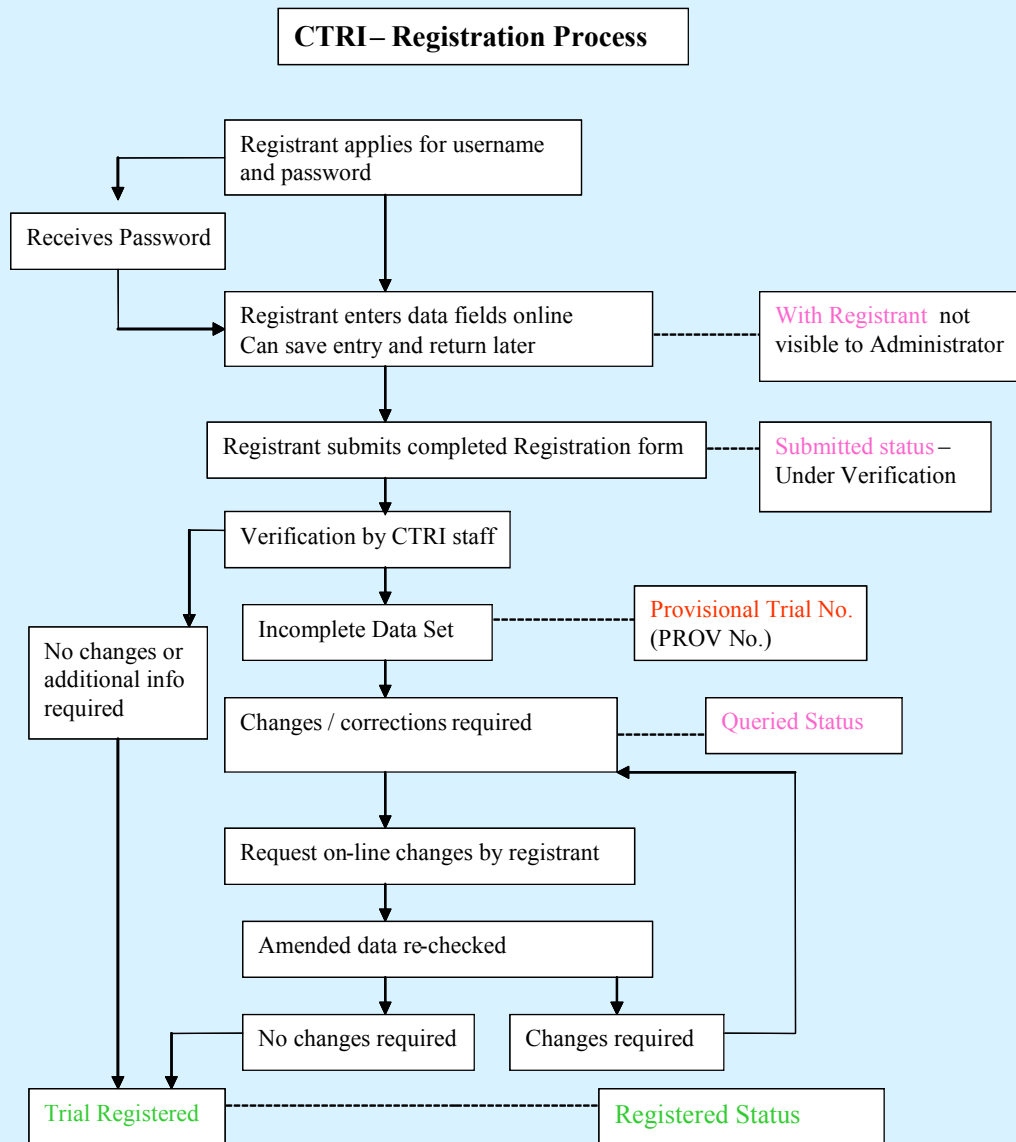 CTRI – Registration Process
Registrant applies for username
and password
Receives Password
Registrant enters data fields online
Can save entry and return later
With Registrant not
visible to Administrator
Registrant submits completed Registration form
Submitted status –
Under Verification
Verification by CTRI staff
Incomplete Data Set
Provisional Trial No.
(PROV No.)
No changes or
additional info
required
Changes / corrections required
Queried Status
Request on-line changes by registrant
Amended data re-checked
No changes required
Changes required
Trial Registered
Registered Status